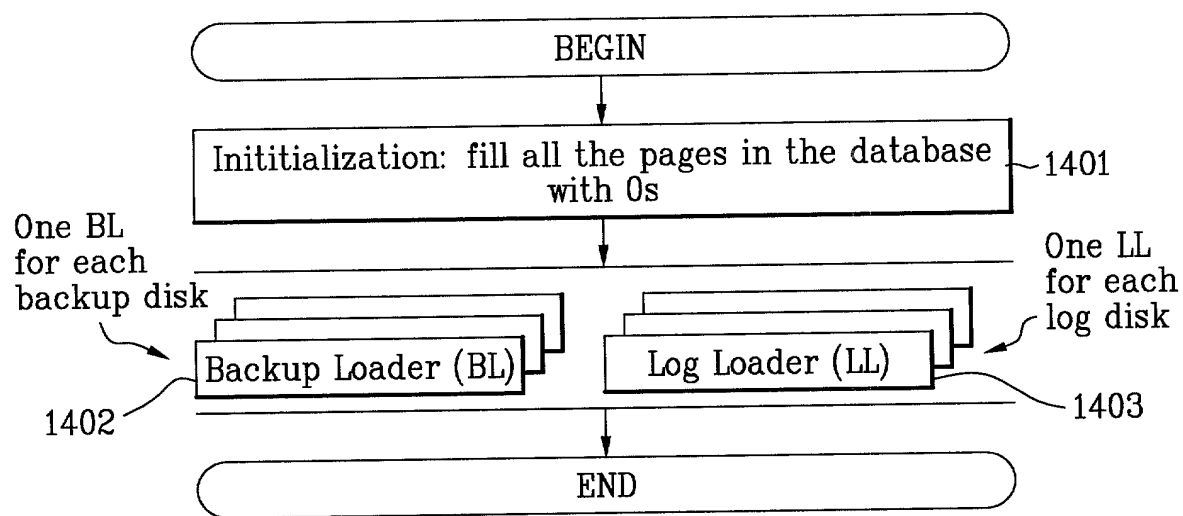 BEGIN
Inititialization: fill all the pages in the database
with 0s
1401
One BL
for each
backup disk
One LL
for each
log disk
Backup Loader (BL)
Log Loader (LL)
1402
1403
END